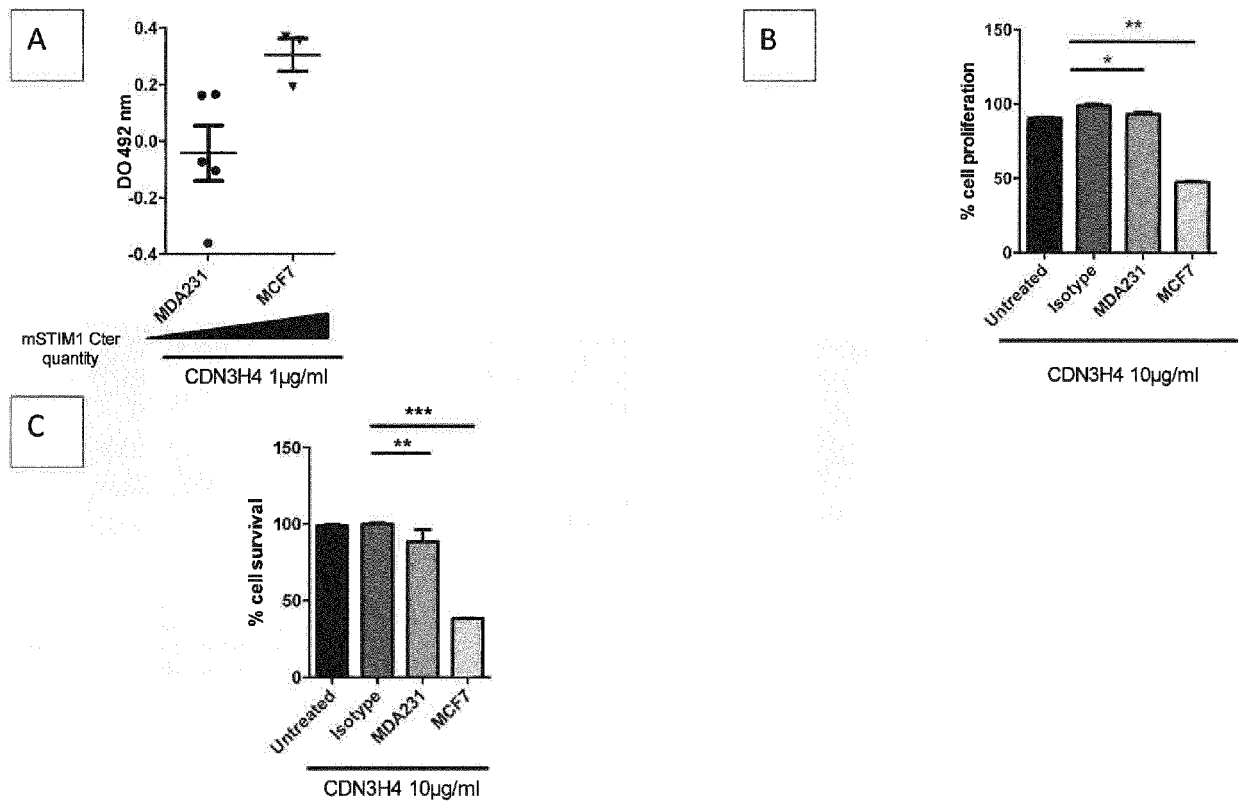 A
0.4
0.2
0.0
-0.2
-0.4
DO 492 nm
MDA231
MCF7
mSTIM1 Cter
quantity
CDN3H4 1µg/ml
B
150
100
50
0
% cell proliferation
**
*
Untreated
Isotype
MDA231
MCF7
CDN3H4 10µg/ml
C
150
100
50
0
% cell survival
***
**
Untreated
Isotype
MDA231
MCF7
CDN3H4 10µg/ml